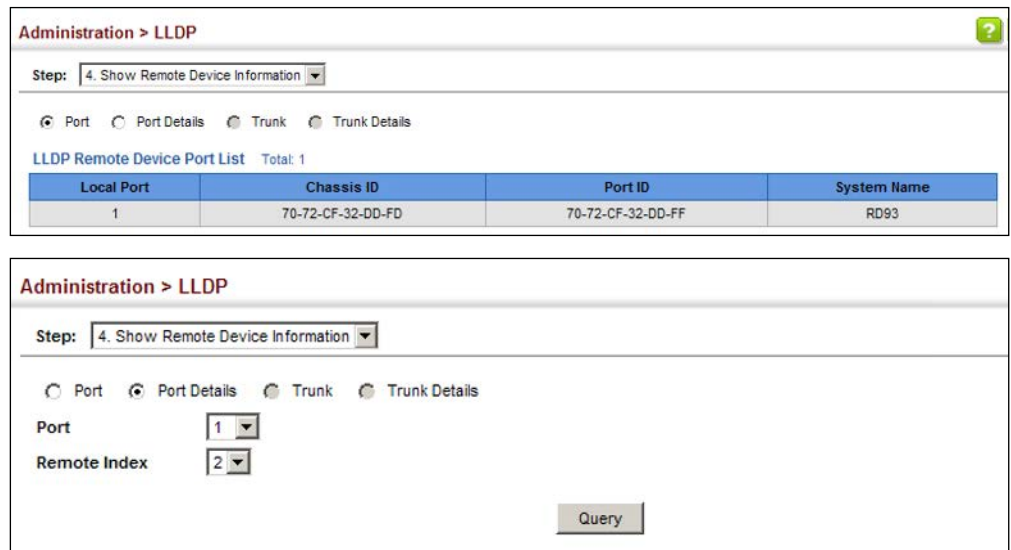 Administration > LLDP
?
Step: 4. Show Remote Device Information
Port Port Details Trunk Trunk Details
LLDP Remote Device Port List Total: 1
Local Port Chassis ID Port ID System Name
1 70-72-CF-32-DD-FD 70-72-CF-32-DD-FF RD93
Administration > LLDP
Step: 4. Show Remote Device Information
Port Port Details Trunk Trunk Details
Port 1
Remote Index 2
Query